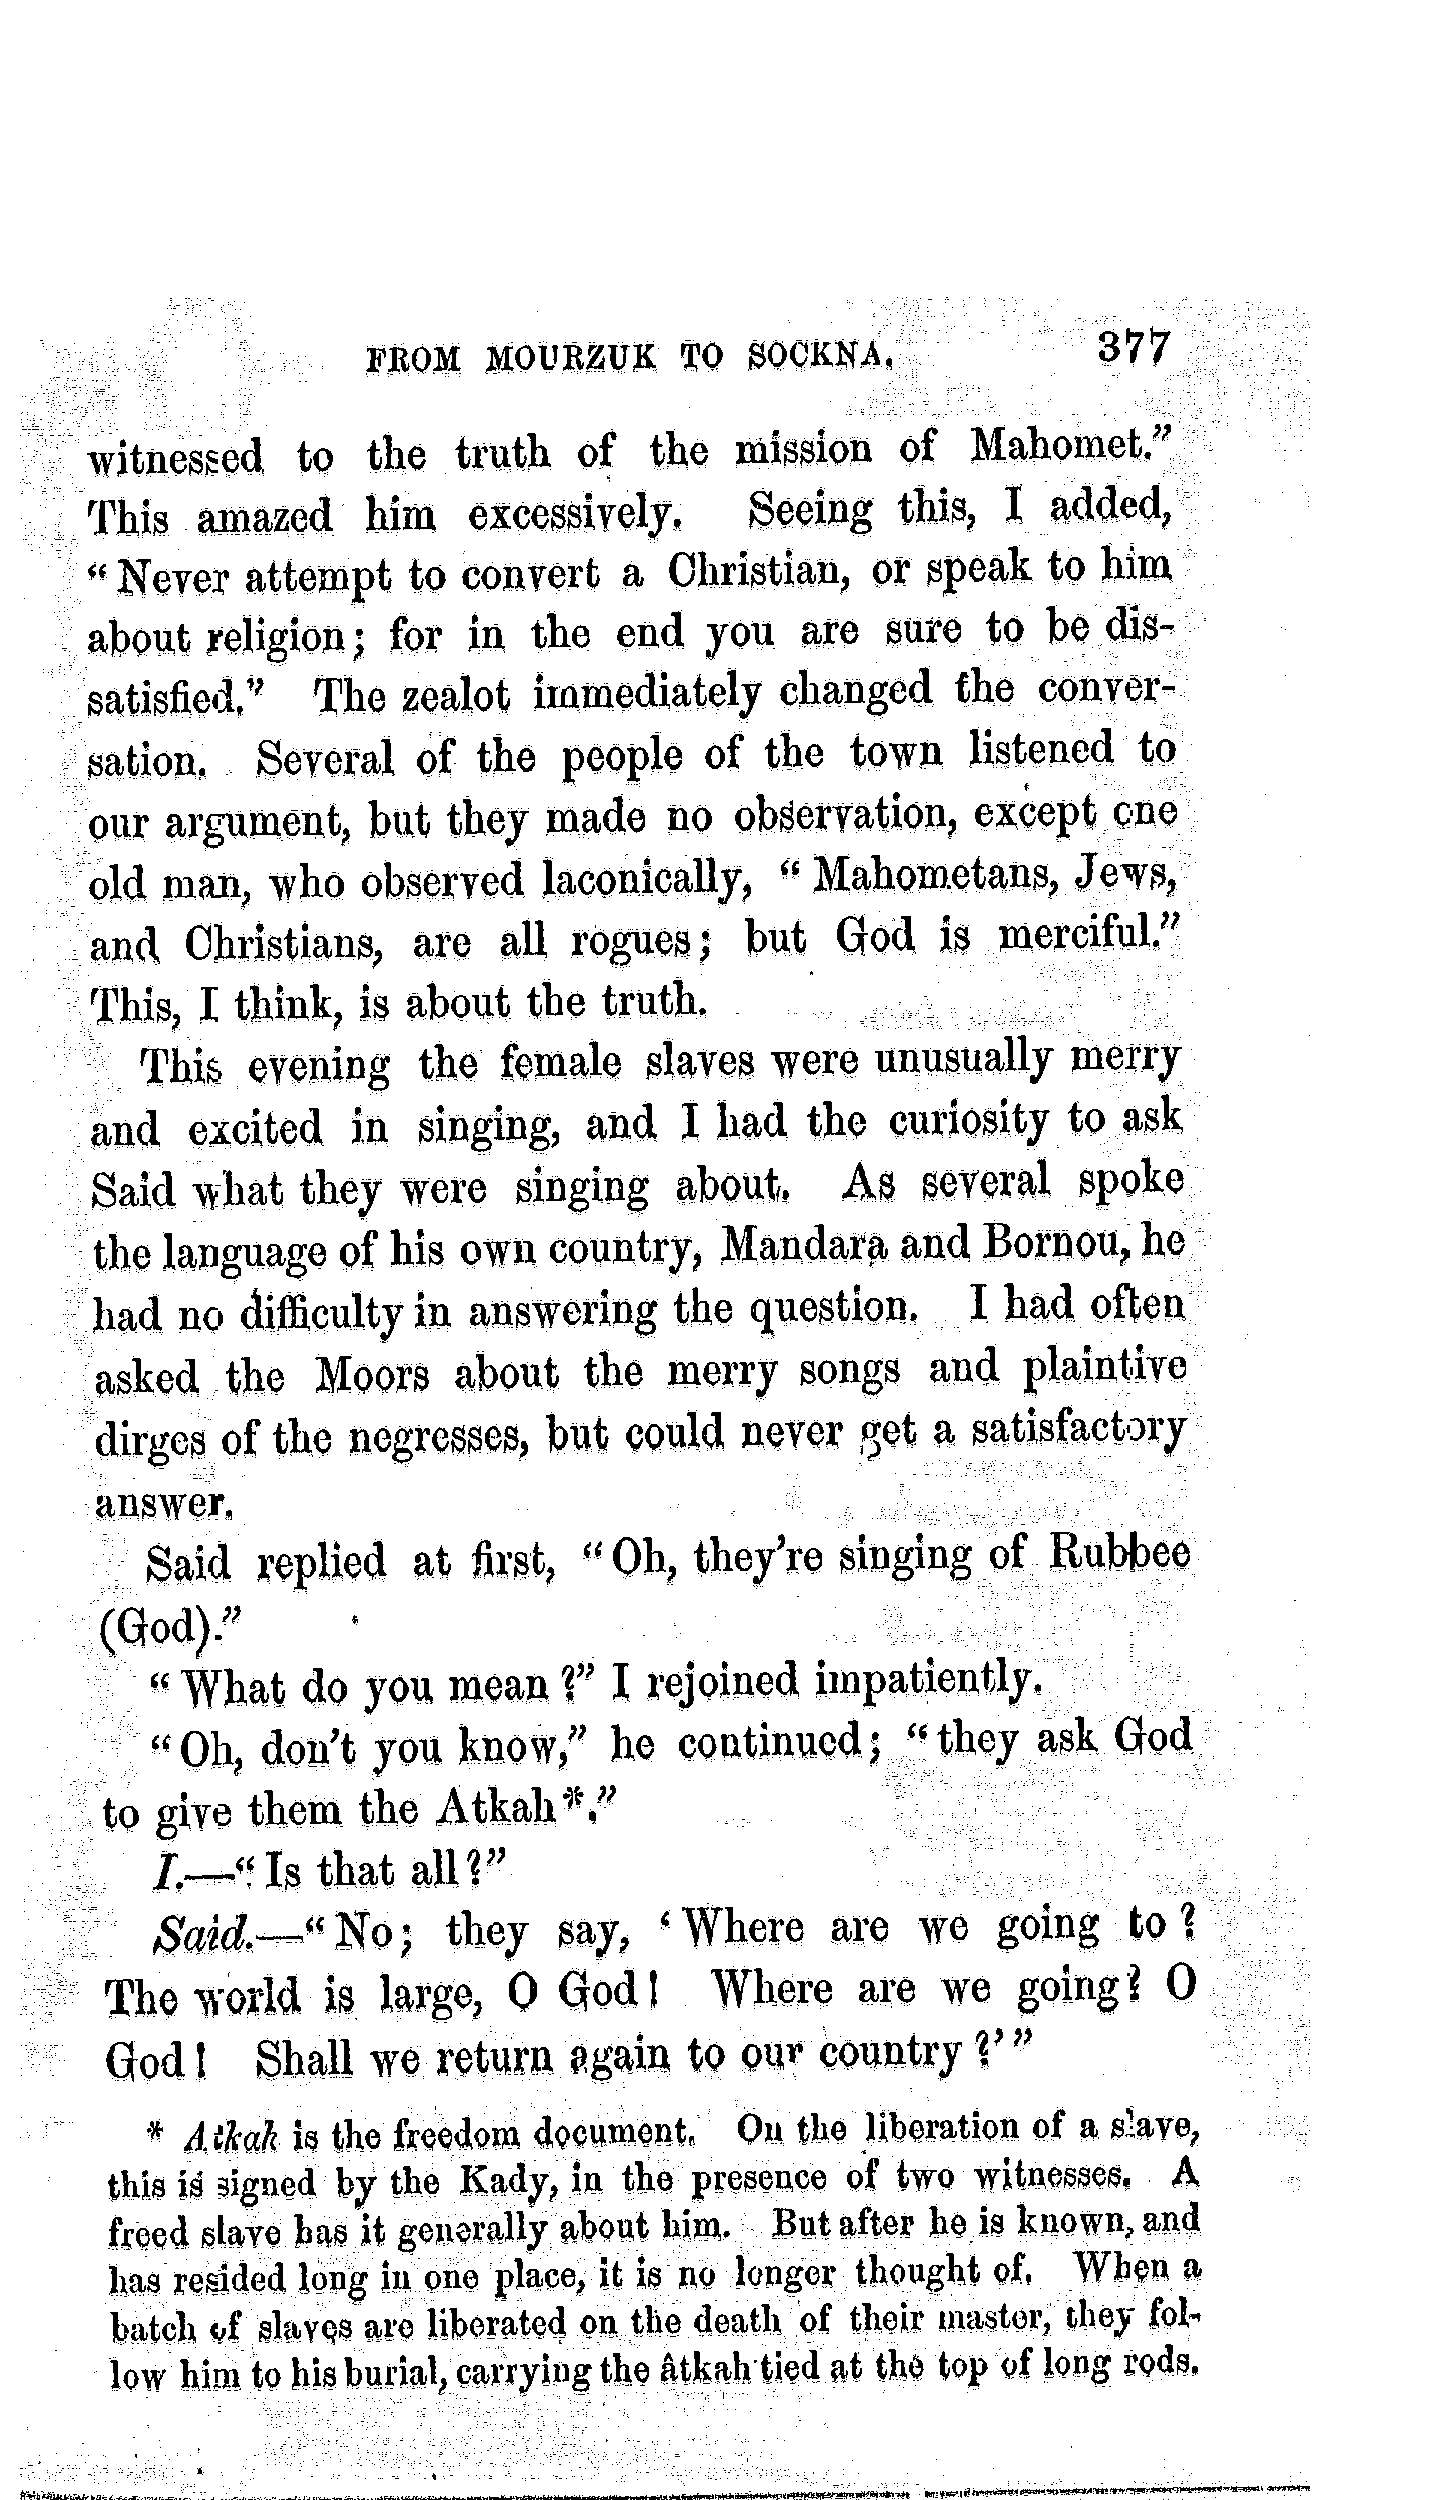 FROM MOURZUK TO SOCKNA. 377
witnessed to the truth of the mission of Mahomet.”
This amazed him excessively. Seeing this, I added,
“Never attempt to convert a Christian, or speak to him
about religion; for in the end you are sure to be dis-
satisfied.” The zealot immediately changed the conver-
sation. Several of the people of the town listened to
our argument, but they made no observation, except one
old man, who observed laconically, “Mahometans, Jews,
and Christians, are all rogues; but God is merciful.”
This, I think, is about the truth.
This evening the female slaves were unusually merry
and excited in singing, and I had the curiosity to ask
Said what they were singing about. As several spoke
the language of his own country, Mandara and Bornou, he
had no difficulty in answering the question. I had often
asked the Moors about the merry songs and plaintive
dirges of the negresses, but could never get a satisfactory
answer.
Said replied at first, “Oh, they’re singing of Rubbee
(God).”
“What do you mean?” I rejoined impatiently.
“Oh, don’t you know,” he continued; “they ask God
to give them the Atkah*.”
I.—“Is that all?”
Said.—“No; they say, ‘Where are we going to?
The world is large, O God! Where are we going? O
God! Shall we return again to our country?’”
* Atkah is the freedom document. On the liberation of a slave,
this is signed by the Kady, in the presence of two witnesses. A
freed slave has it generally about him. But after he is known, and
has resided long in one place, it is no longer thought of. When a
batch of slaves are liberated on the death of their master, they fol-
low him to his burial, carrying the âtkah tied at the top of long rods.